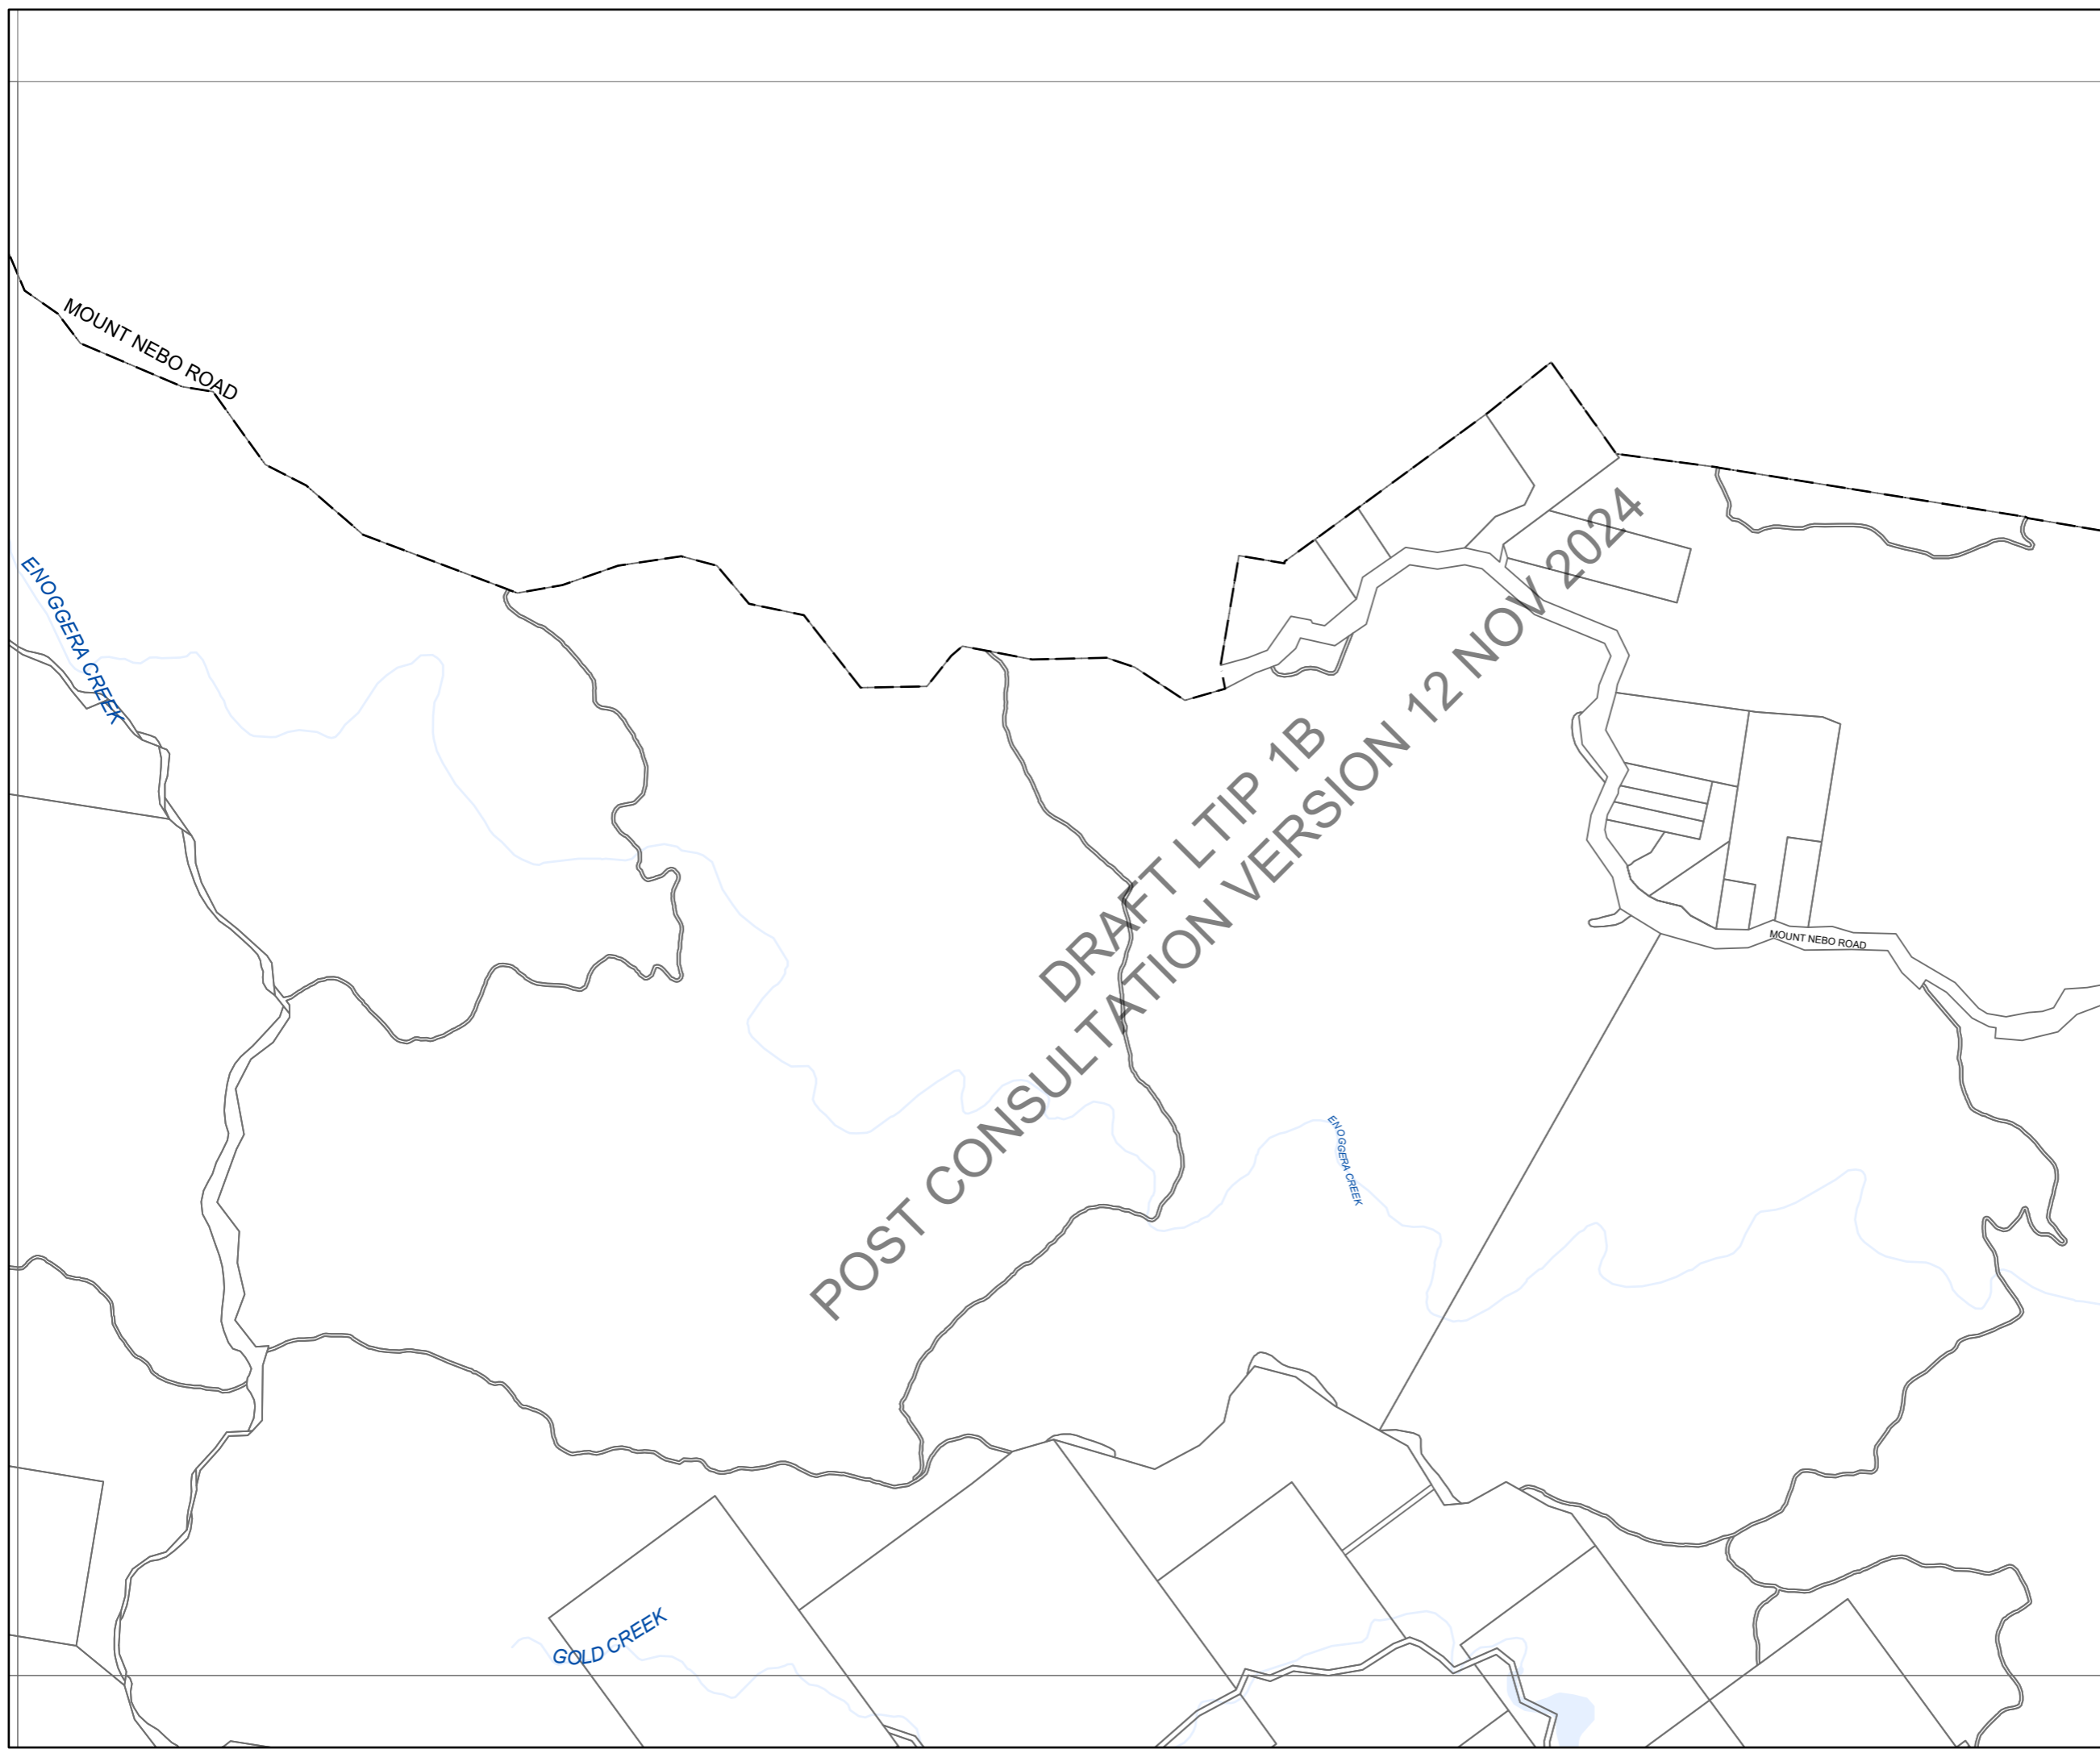 MOUNT NEBO ROAD
ENOGGERA CREEK
DRAFT LTIP 1B
POST CONSULTATION VERSION 12 NOV 2024
MOUNT NEBO ROAD
ENOGGERA CREEK
GOLD CREEK